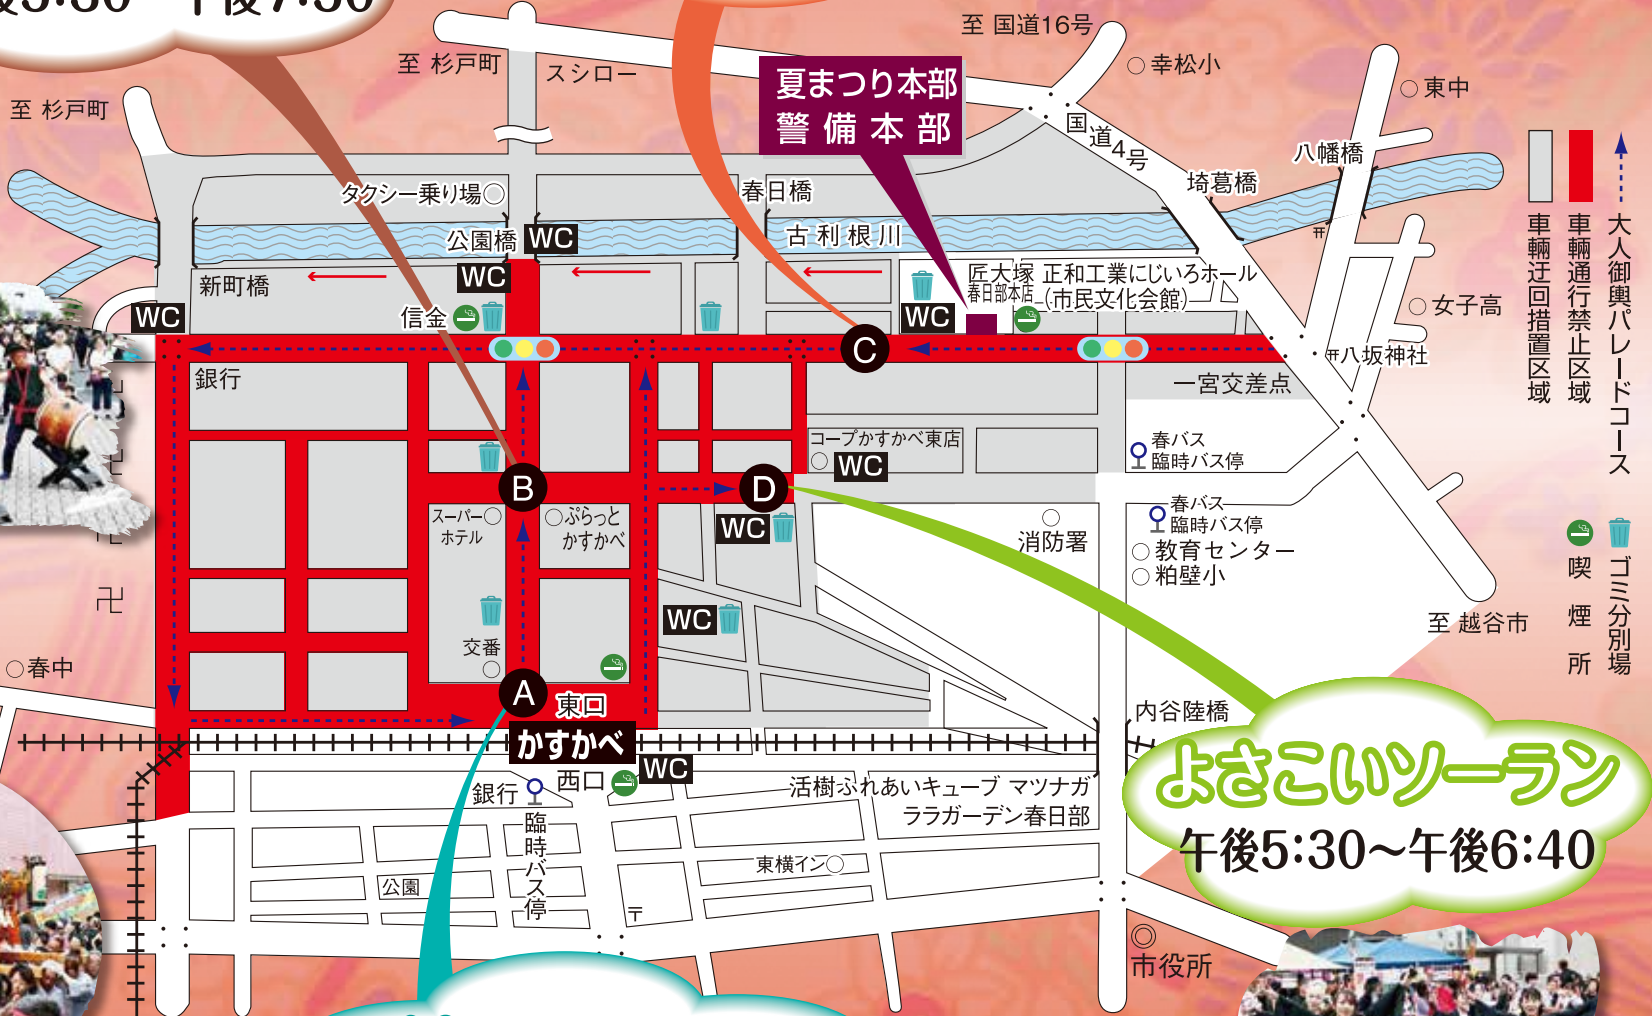 午後7:30
至 国道16号
幸松小
至 杉戸町
スシロー
夏まつり本部
警備本部
東中
至 杉戸町
国道4号
八幡橋
埼葛橋
タクシー乗り場
春日橋
公園橋
WC
古利根川
新町橋
WC
匠大塚
春日部本店
正和工業にじいろホール
(市民文化会館)
WC
信金
WC
女子高
C
八坂神社
銀行
一宮交差点
コープかすかべ東店
WC
春バス
臨時バス停
B
D
スーパー
ホテル
ぷらっと
かすかべ
WC
消防署
春バス
臨時バス停
教育センター
粕壁小
WC
至 越谷市
交番
春中
A
東口
かすかべ
内谷陸橋
西口
WC
銀行
臨時バス停
活樹ふれあいキューブ マツナガ
ララガーデン春日部
よさこいソーラン
午後5:30〜午後6:40
東横イン
公園
〒
市役所
大人御輿パレードコース
車輛通行禁止区域
車輛迂回措置区域
ゴミ分別場
喫煙所